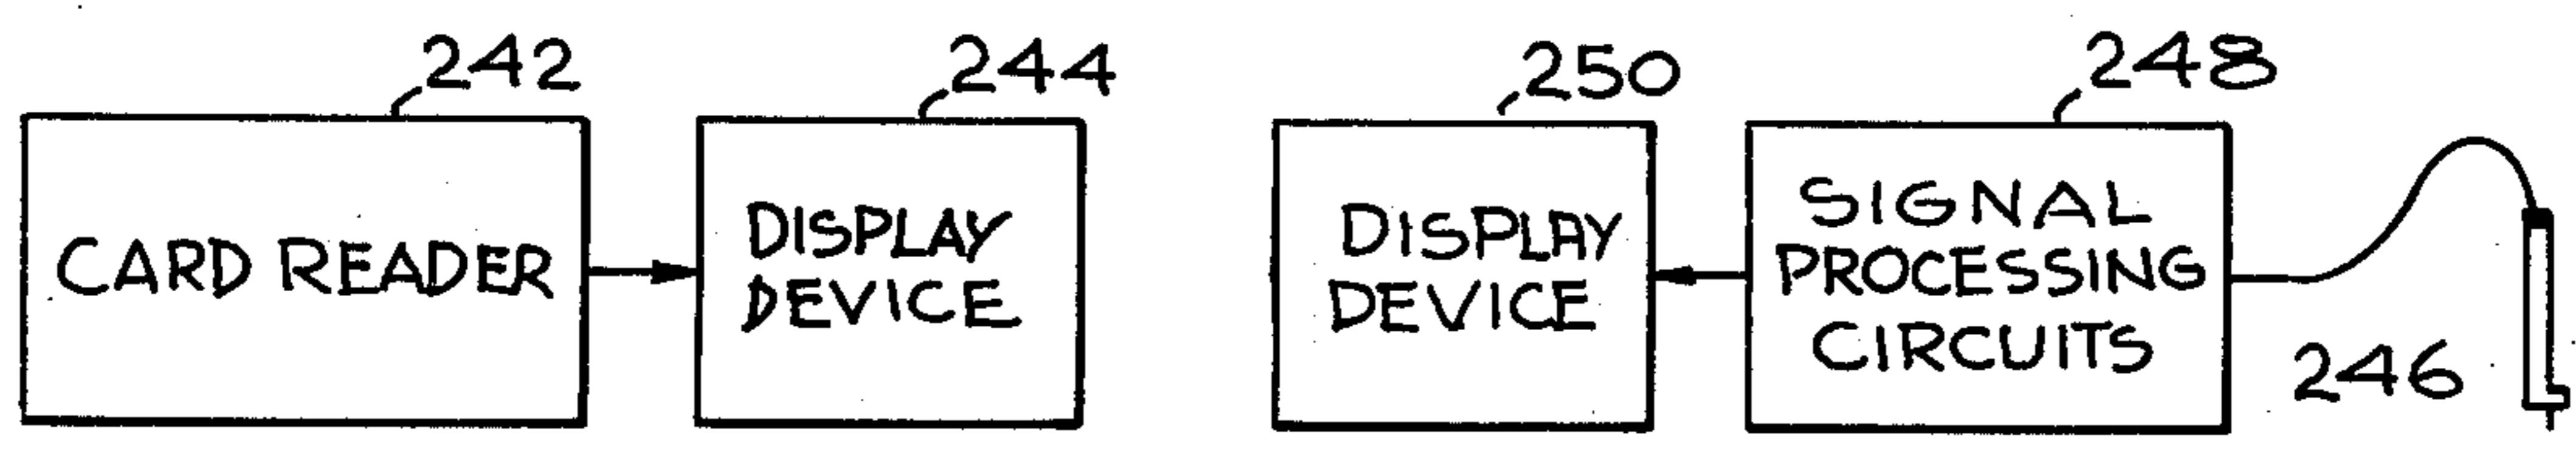 242
244
250
248
CARD READER
DISPLAY
DEVICE
DISPLAY
DEVICE
SIGNAL
PROCESSING
CIRCUITS
246